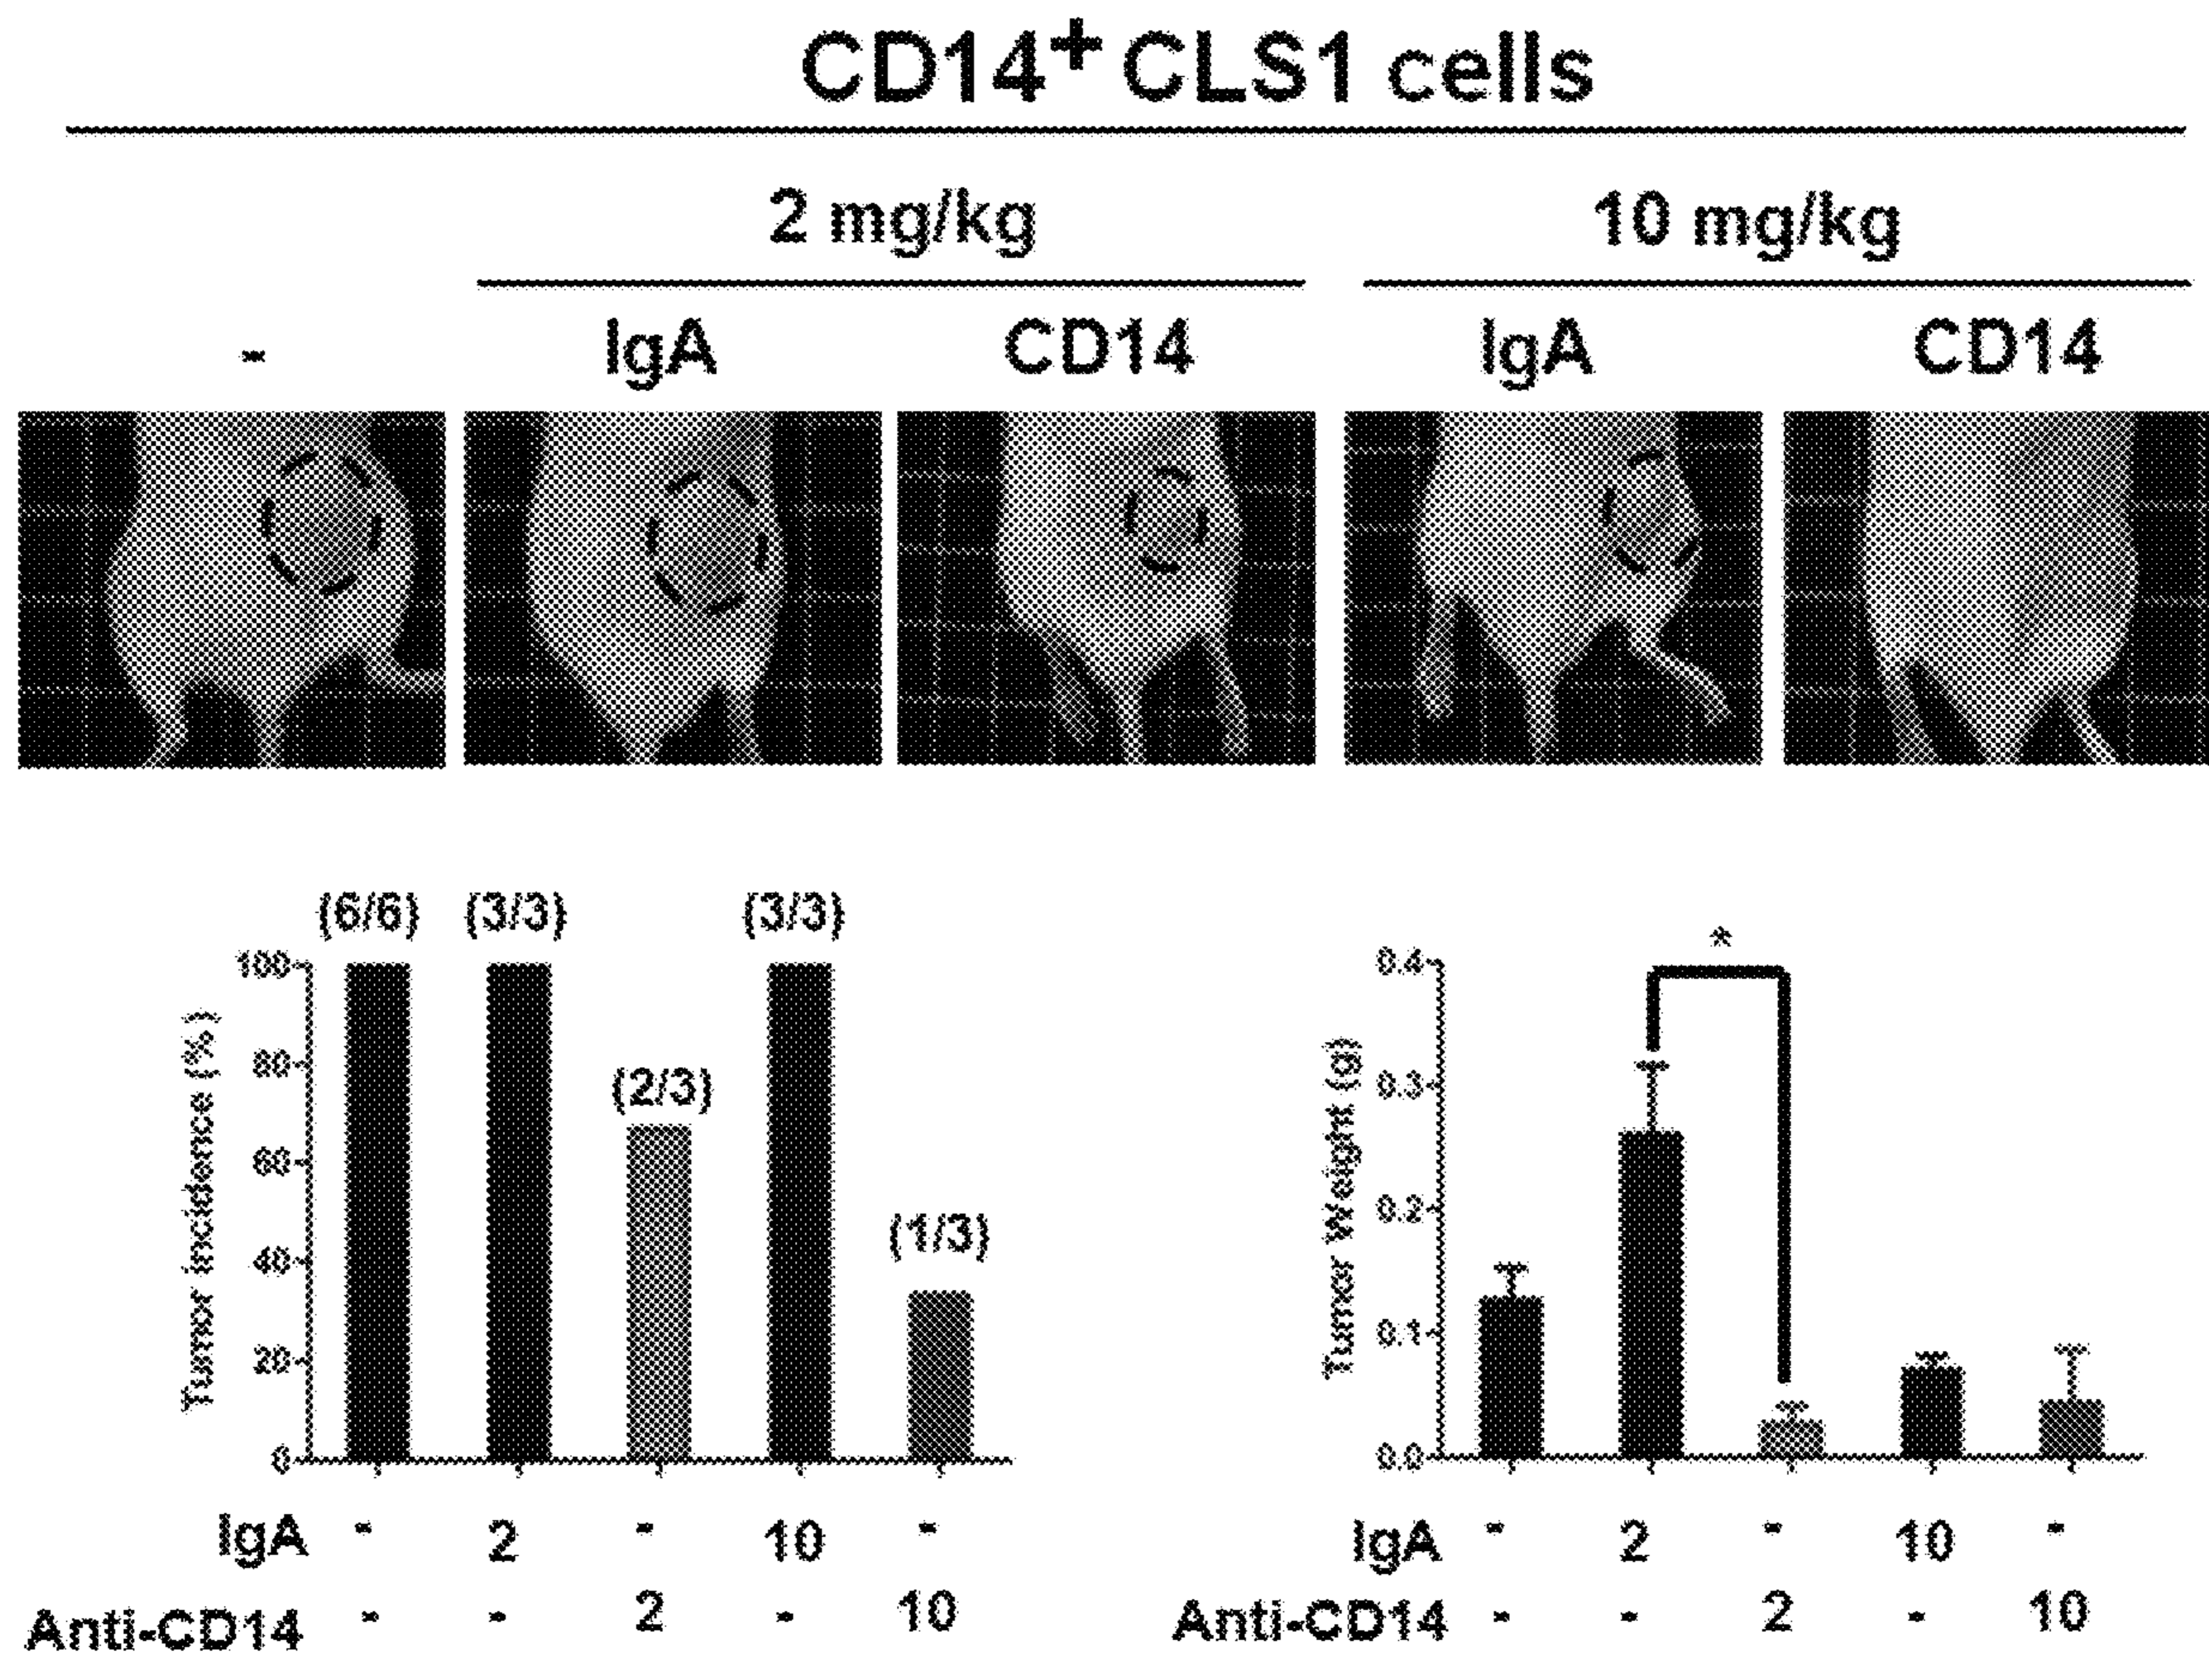 CD14+ CLS1 cells
2 mg/kg 10 mg/kg
- IgA CD14 IgA CD14
(6/6) (3/3) (2/3) (3/3) (1/3)
Tumor incidence (%)
100
80
60
40
20
0
IgA - 2 - 10 -
Anti-CD14 - - 2 - 10
*
Tumor Weight (g)
0.4
0.3
0.2
0.1
0.0
IgA - 2 - 10 -
Anti-CD14 - - 2 - 10